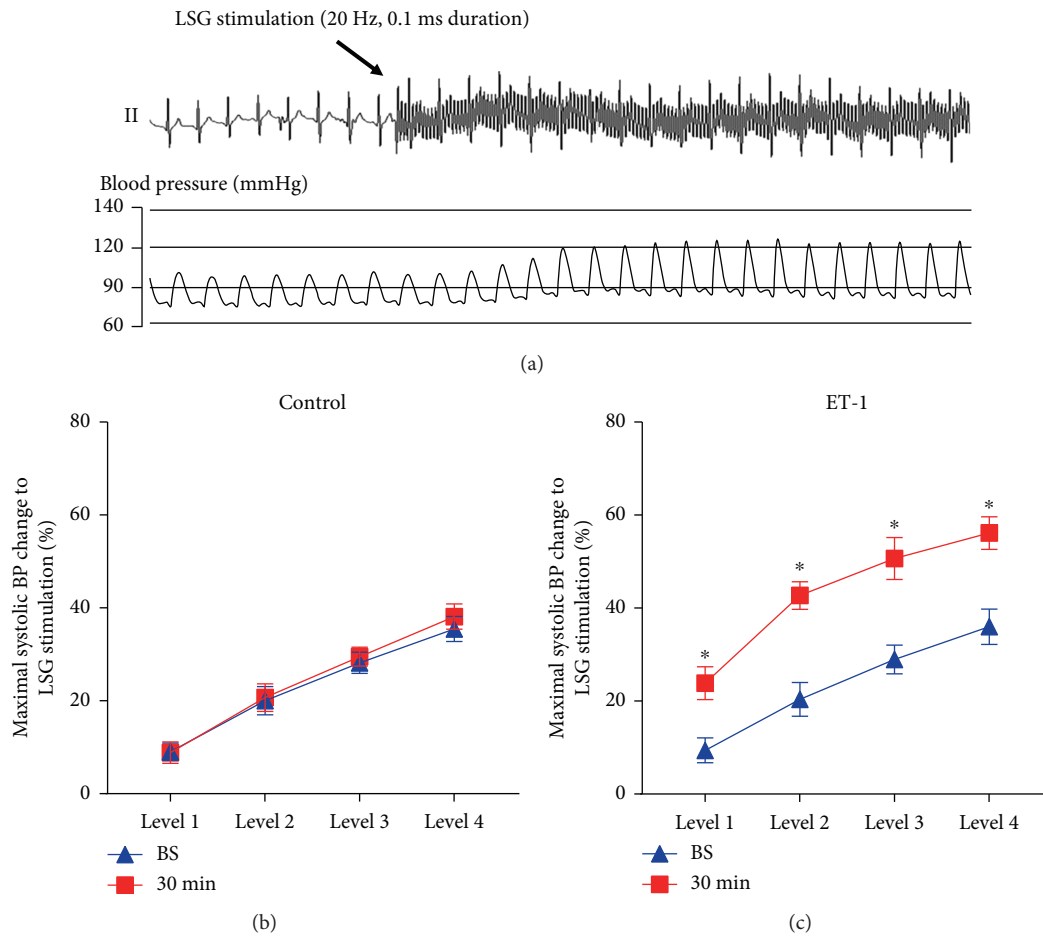 LSG stimulation (20 Hz, 0.1 ms duration)
II
Blood pressure (mmHg)
140
120
90
60
(a)
Control
Maximal systolic BP change to
LSG stimulation (%)
80
60
40
20
0
Level 1 Level 2 Level 3 Level 4
BS
30 min
(b)
ET-1
Maximal systolic BP change to
LSG stimulation (%)
80
60
40
20
0
*
*
*
*
Level 1 Level 2 Level 3 Level 4
BS
30 min
(c)